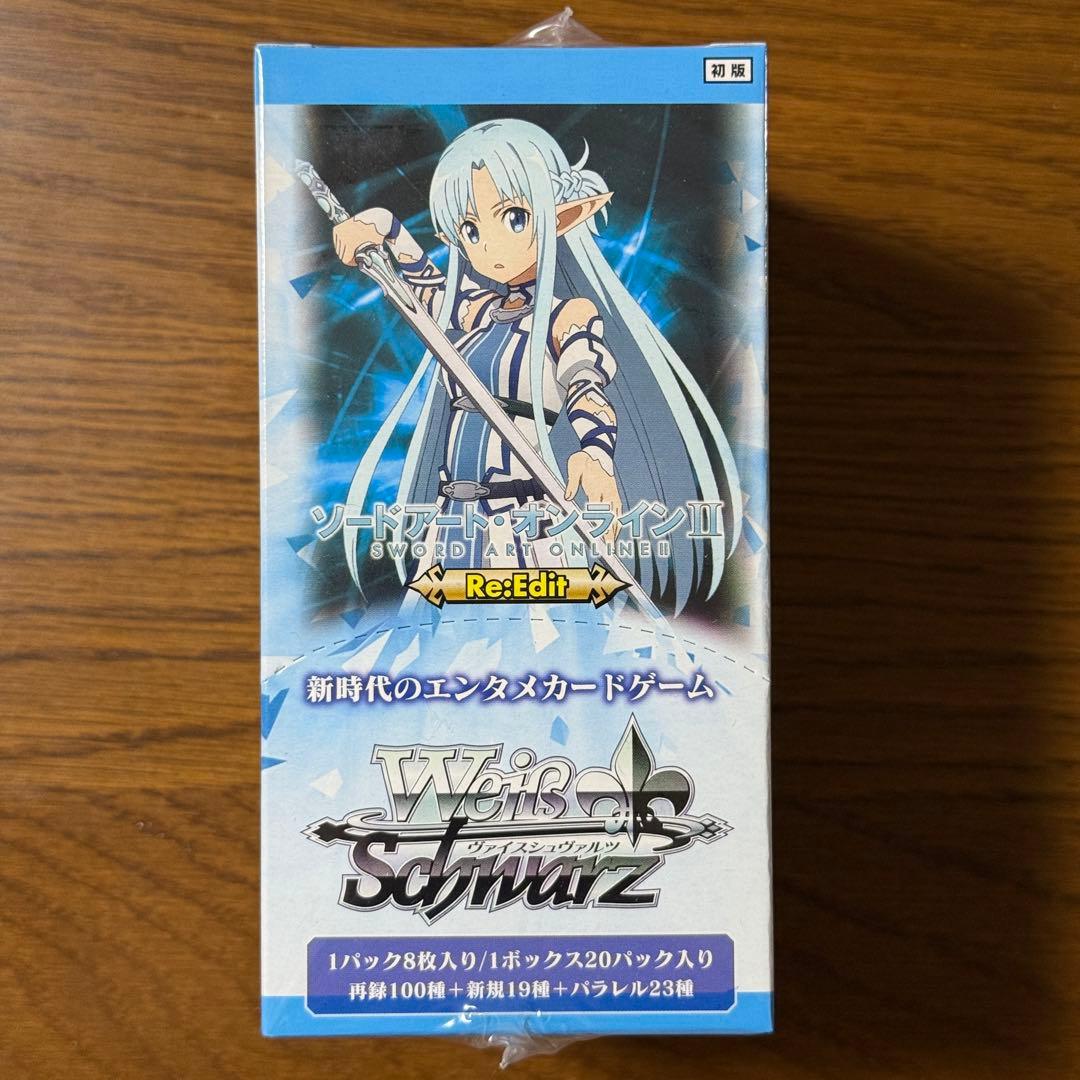 初版
ソードアート・オンラインII
SWORD ART ONLINE II
Re:Edit
新時代のエンタメカードゲーム
Weiß
ヴァイスシュヴァルツ
Schwarz
1パック8枚入り/1ボックス20パック入り
再録100種+新規19種+パラレル23種